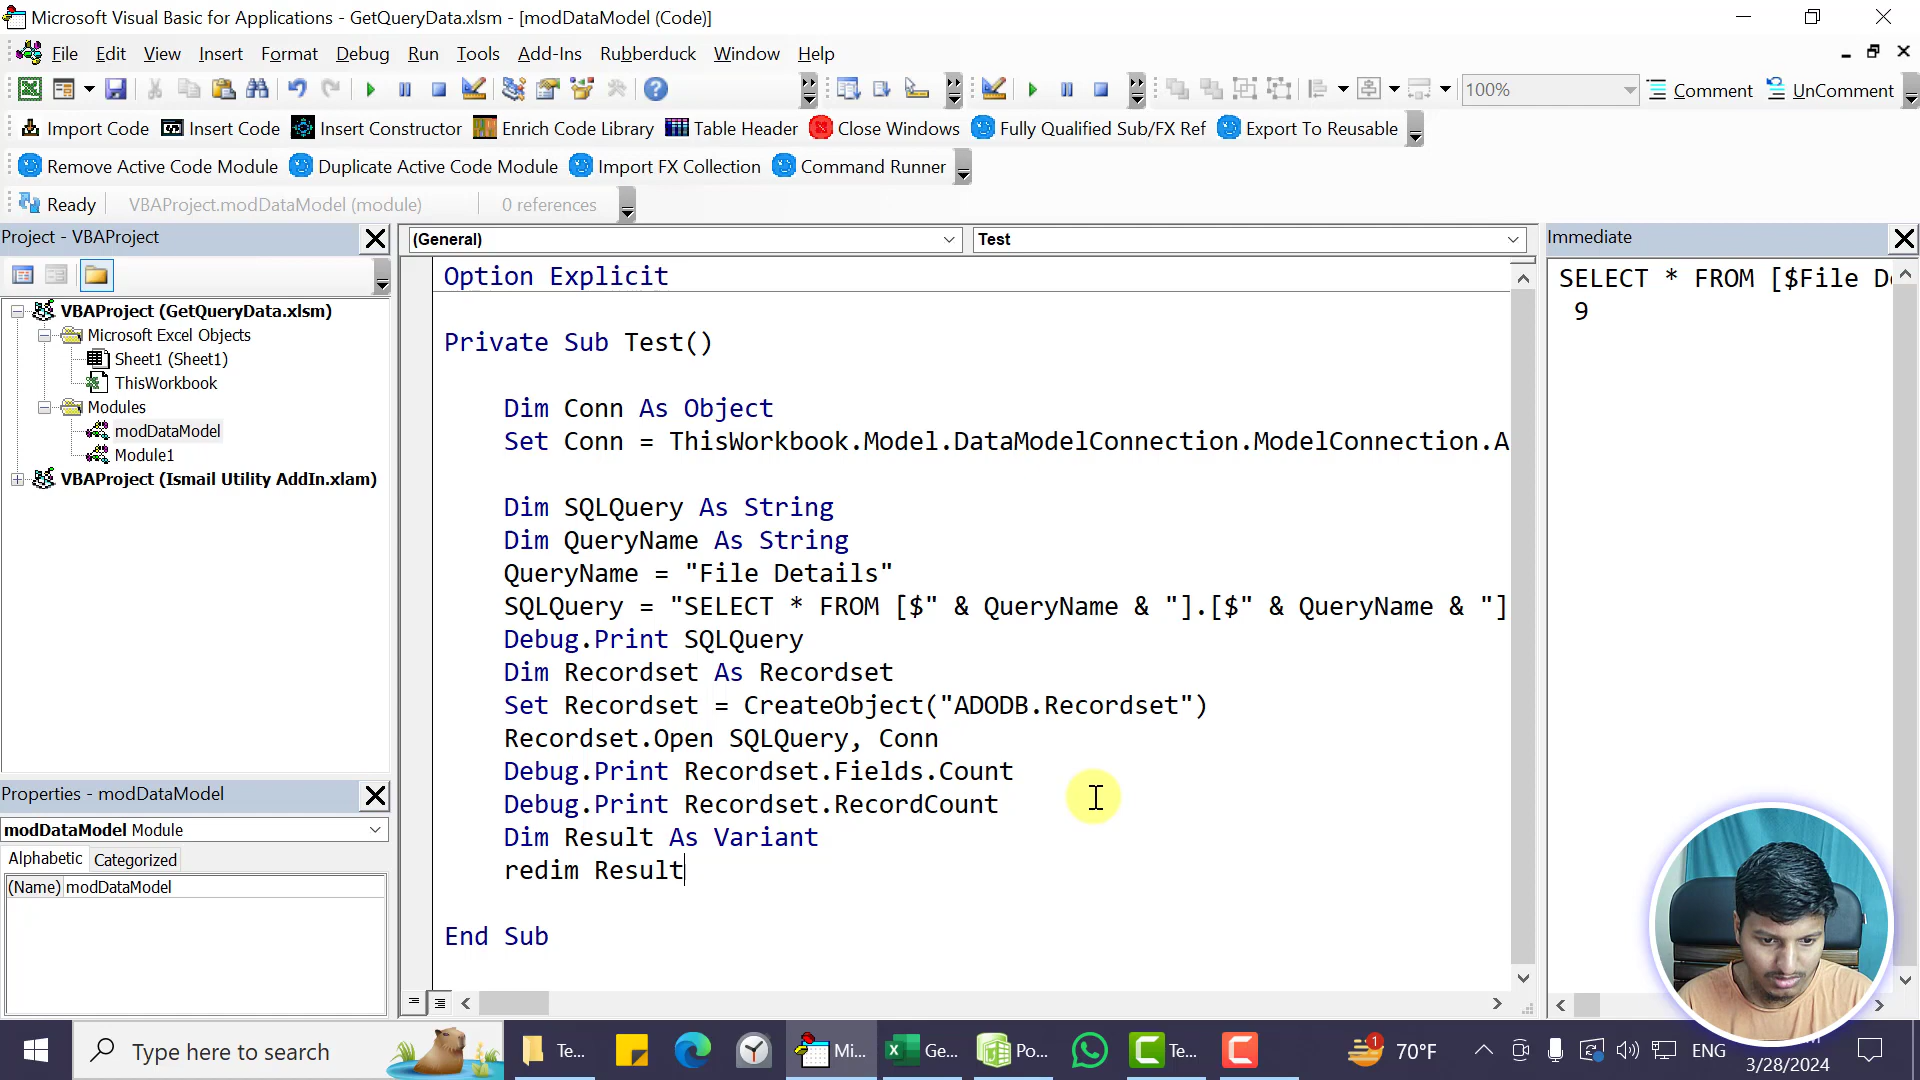 Microsoft Visual Basic for Applications - GetQueryData.xlsm - [modDataModel (Code)]
File Edit View Insert Format Debug Run Tools Add-Ins Rubberduck Window Help
100% Comment UnComment
Import Code Insert Code Insert Constructor Enrich Code Library Table Header Close Windows Fully Qualified Sub/FX Ref Export To Reusable
Remove Active Code Module Duplicate Active Code Module Import FX Collection Command Runner
Ready VBAProject.modDataModel (module) 0 references
Project - VBAProject
VBAProject (GetQueryData.xlsm)
Microsoft Excel Objects
Sheet1 (Sheet1)
ThisWorkbook
Modules
modDataModel
Module1
VBAProject (Ismail Utility AddIn.xlam)
Properties - modDataModel
modDataModel Module
Alphabetic Categorized
(Name) modDataModel
(General) Test
Option Explicit
Private Sub Test()
Dim Conn As Object
Set Conn = ThisWorkbook.Model.DataModelConnection.ModelConnection.A
Dim SQLQuery As String
Dim QueryName As String
QueryName = "File Details"
SQLQuery = "SELECT * FROM [$" & QueryName & "].[$" & QueryName & "]
Debug.Print SQLQuery
Dim Recordset As Recordset
Set Recordset = CreateObject("ADODB.Recordset")
Recordset.Open SQLQuery, Conn
Debug.Print Recordset.Fields.Count
Debug.Print Recordset.RecordCount
Dim Result As Variant
redim Result
End Sub
Immediate
SELECT * FROM [$File De
9
Type here to search Te... Mi... Ge... Po... Te... 1 70°F ENG
3/28/2024